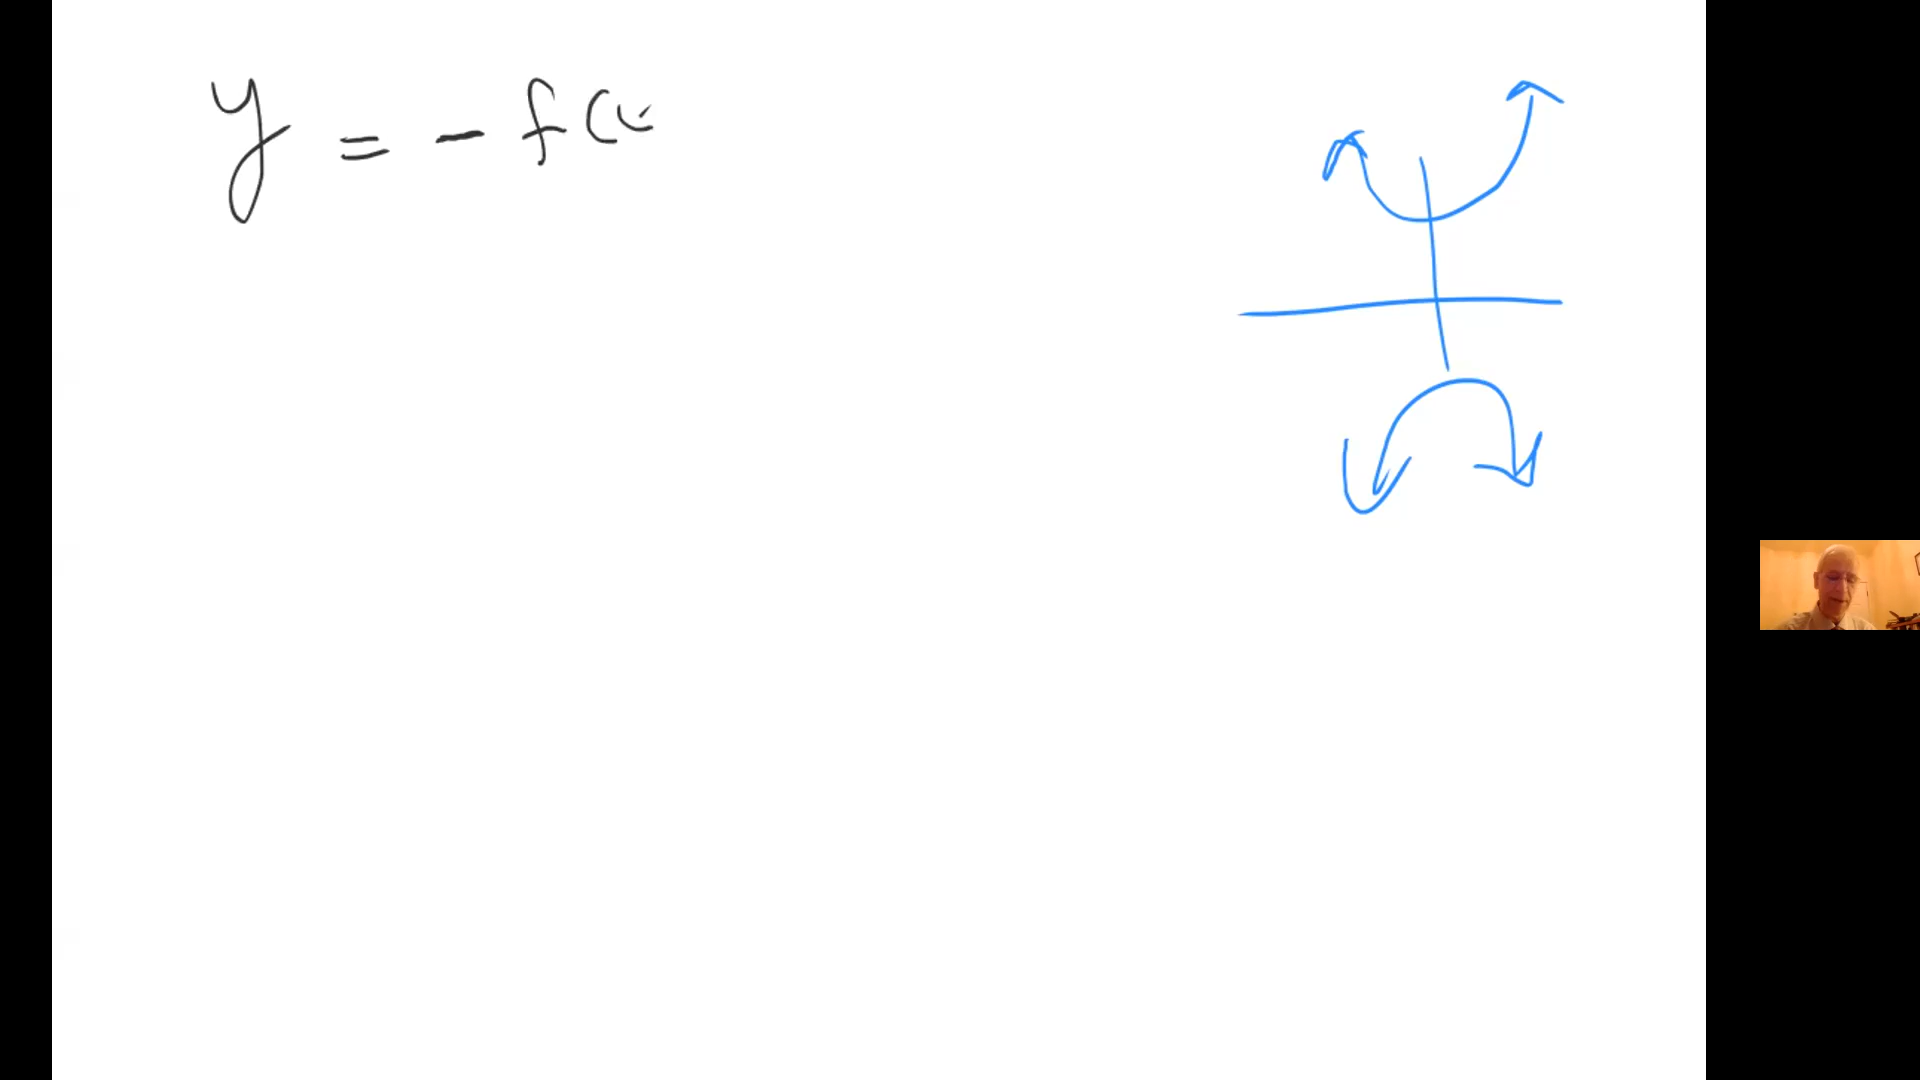 y = - f(